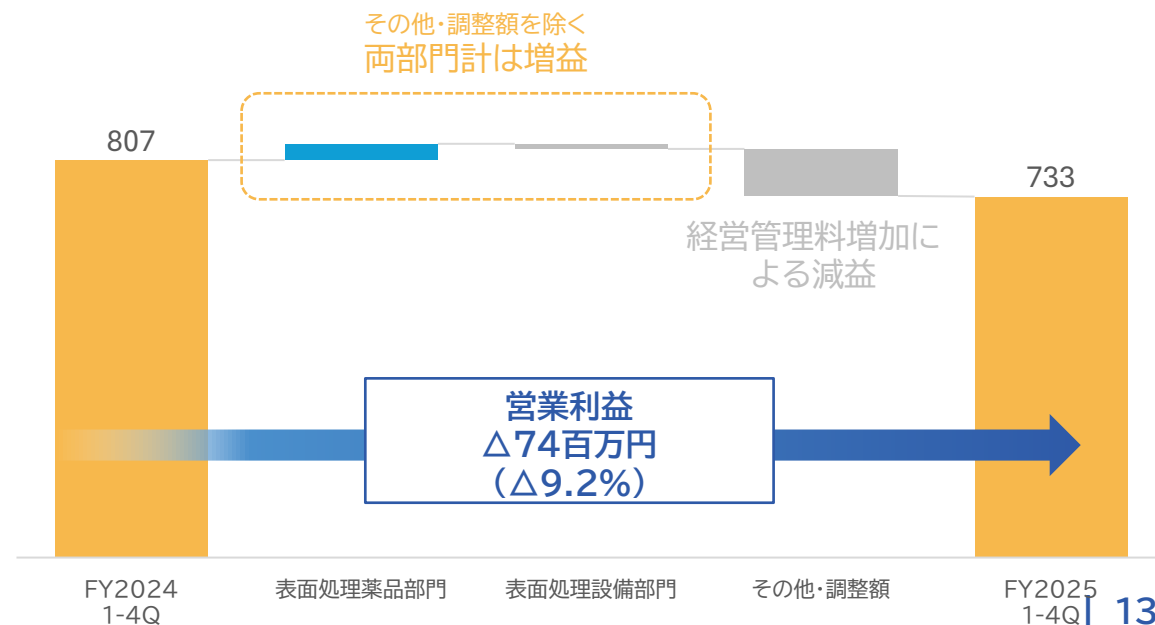 その他・調整額を除く
両部門計は増益
807
733
経営管理料増加に
よる減益
営業利益
△74百万円
(△9.2%)
FY2024
1-4Q
表面処理薬品部門
表面処理設備部門
その他・調整額
FY2025
1-4Q
| 13